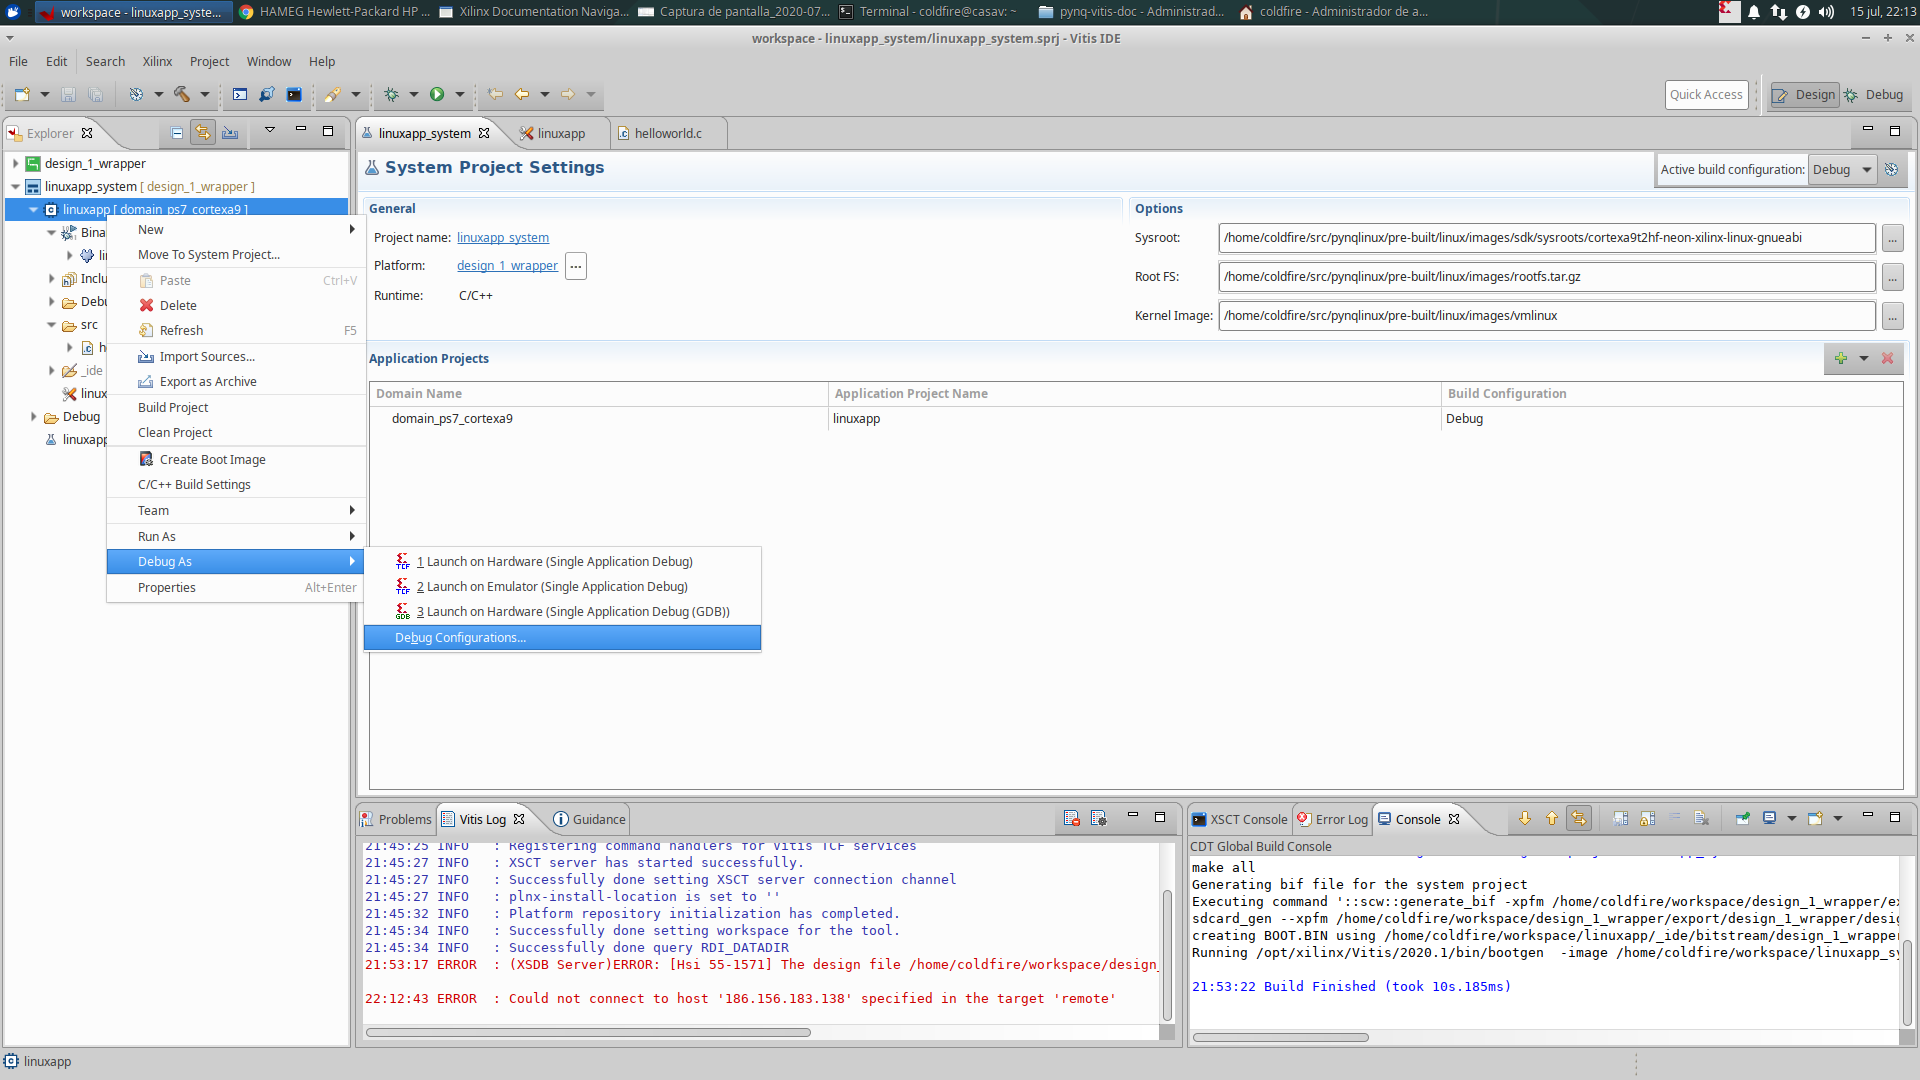 workspace - linuxapp_syste...
HAMEG Hewlett-Packard HP ...
Xilinx Documentation Naviga...
Captura de pantalla_2020-07...
Terminal - coldfire@casav: ~
pynq-vitis-doc - Administrad...
coldfire - Administrador de a...
15 jul, 22:13
workspace - linuxapp_system/linuxapp_system.sprj - Vitis IDE
File Edit Search Xilinx Project Window Help
Quick Access
Design
Debug
Explorer
linuxapp_system
linuxapp
helloworld.c
design_1_wrapper
linuxapp_system [ design_1_wrapper ]
linuxapp [ domain_ps7_cortexa9 ]
Bina
li
Inclu
Debu
src
h
_ide
linux
Debug
linuxapp
New
Move To System Project...
Paste Ctrl+V
Delete
Refresh F5
Import Sources...
Export as Archive
Build Project
Clean Project
Create Boot Image
C/C++ Build Settings
Team
Run As
Debug As
Properties Alt+Enter
TCF 1 Launch on Hardware (Single Application Debug)
TCF 2 Launch on Emulator (Single Application Debug)
GDB 3 Launch on Hardware (Single Application Debug (GDB))
Debug Configurations...
System Project Settings
Active build configuration: Debug
General
Project name: linuxapp_system
Platform: design_1_wrapper ...
Runtime: C/C++
Options
Sysroot: /home/coldfire/src/pynqlinux/pre-built/linux/images/sdk/sysroots/cortexa9t2hf-neon-xilinx-linux-gnueabi ...
Root FS: /home/coldfire/src/pynqlinux/pre-built/linux/images/rootfs.tar.gz ...
Kernel Image: /home/coldfire/src/pynqlinux/pre-built/linux/images/vmlinux ...
Application Projects
Domain Name Application Project Name Build Configuration
domain_ps7_cortexa9 linuxapp Debug
Problems Vitis Log Guidance
21:45:25 INFO : Registering command handlers for Vitis TCF services
21:45:27 INFO : XSCT server has started successfully.
21:45:27 INFO : Successfully done setting XSCT server connection channel
21:45:27 INFO : plnx-install-location is set to ''
21:45:32 INFO : Platform repository initialization has completed.
21:45:34 INFO : Successfully done setting workspace for the tool.
21:45:34 INFO : Successfully done query RDI_DATADIR
21:53:17 ERROR : (XSDB Server)ERROR: [Hsi 55-1571] The design file /home/coldfire/workspace/design_
22:12:43 ERROR : Could not connect to host '186.156.183.138' specified in the target 'remote'
XSCT Console Error Log Console
CDT Global Build Console
make all
Generating bif file for the system project
Executing command '::scw::generate_bif -xpfm /home/coldfire/workspace/design_1_wrapper/ex
sdcard_gen --xpfm /home/coldfire/workspace/design_1_wrapper/export/design_1_wrapper/desig
creating BOOT.BIN using /home/coldfire/workspace/linuxapp/_ide/bitstream/design_1_wrapper
Running /opt/xilinx/Vitis/2020.1/bin/bootgen -image /home/coldfire/workspace/linuxapp_sy
21:53:22 Build Finished (took 10s.185ms)
linuxapp